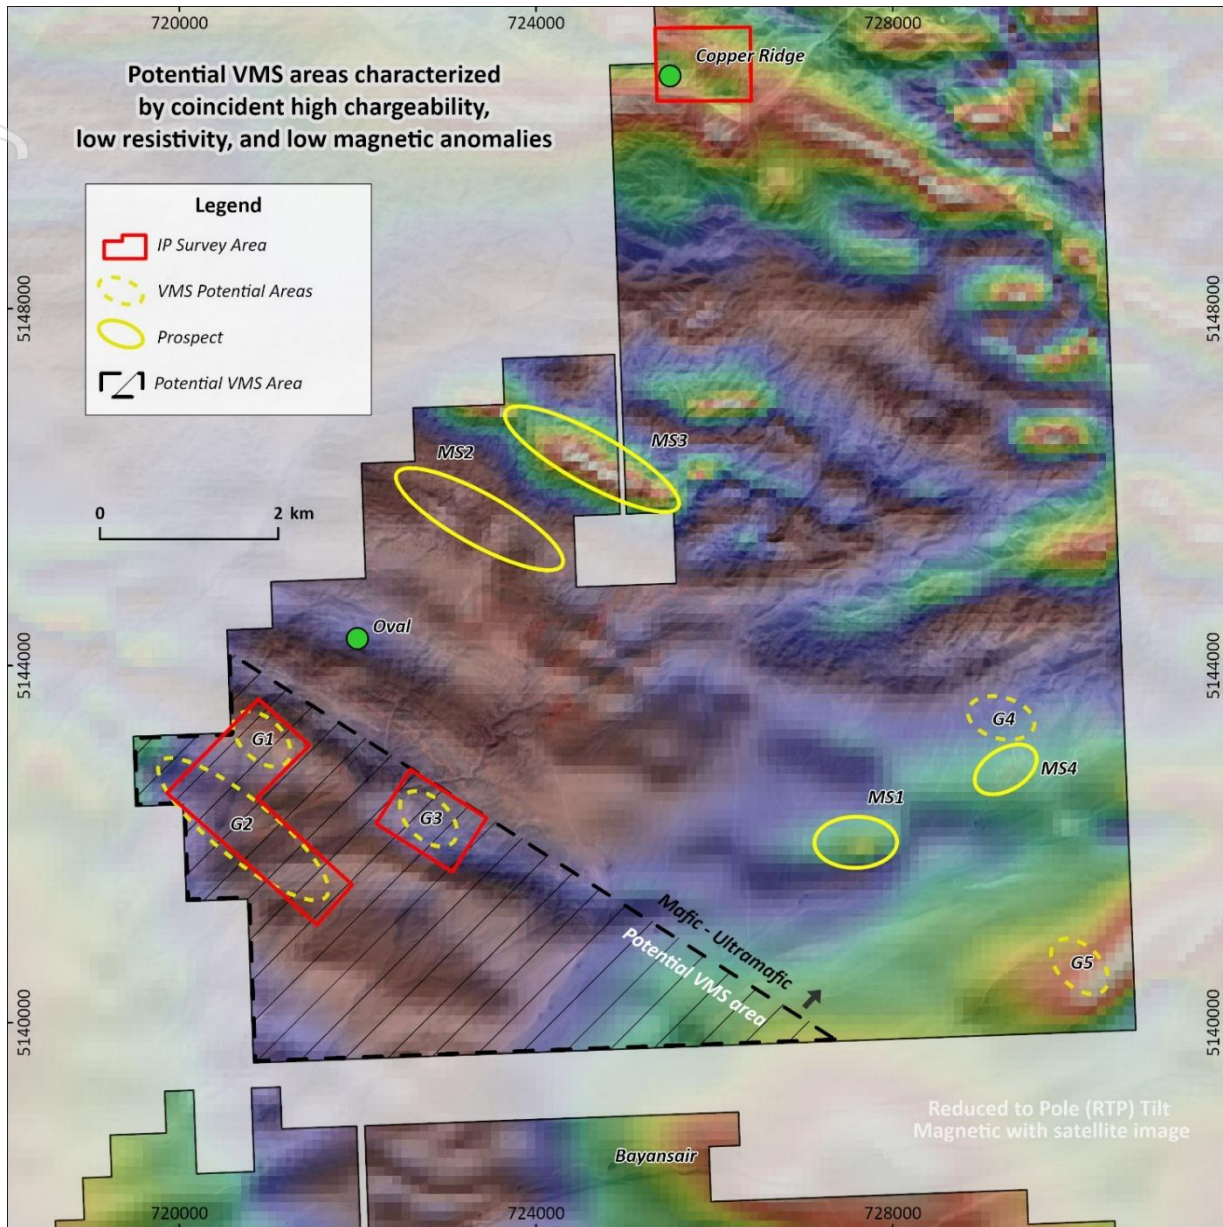 720000
724000
728000
Copper Ridge
Potential VMS areas characterized
by coincident high chargeability,
low resistivity, and low magnetic anomalies
Legend
IP Survey Area
VMS Potential Areas
Prospect
Potential VMS Area
5148000
5148000
MS3
MS2
0 2 km
Oval
5144000
5144000
G4
G1
MS4
MS1
G3
G2
Mafic - Ultramafic
Potential VMS area
G5
5140000
5140000
Reduced to Pole (RTP) Tilt
Magnetic with satellite image
Bayansair
720000
724000
728000